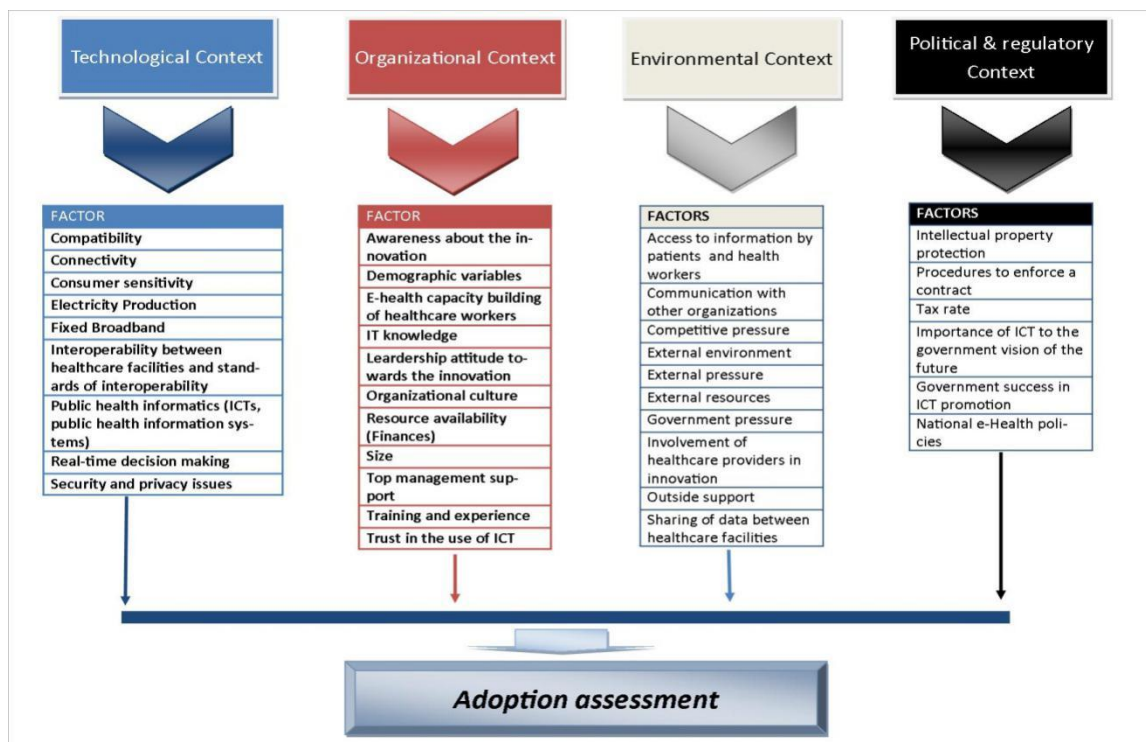 Technological Context
Organizational Context
Environmental Context
Political & regulatory
Context
FACTOR
Compatibility
Connectivity
Consumer sensitivity
Electricity Production
Fixed Broadband
Interoperability between
healthcare facilities and stand-
ards of interoperability
Public health informatics (ICTs,
public health information sys-
tems)
Real-time decision making
Security and privacy issues
FACTOR
Awareness about the in-
novation
Demographic variables
E-health capacity building
of healthcare workers
IT knowledge
Leardership attitude to-
wards the innovation
Organizational culture
Resource availability
(Finances)
Size
Top management sup-
port
Training and experience
Trust in the use of ICT
FACTORS
Access to information by
patients and health
workers
Communication with
other organizations
Competitive pressure
External environment
External pressure
External resources
Government pressure
Involvement of
healthcare providers in
innovation
Outside support
Sharing of data between
healthcare facilities
FACTORS
Intellectual property
protection
Procedures to enforce a
contract
Tax rate
Importance of ICT to the
government vision of the
future
Government success in
ICT promotion
National e-Health poli-
cies
Adoption assessment